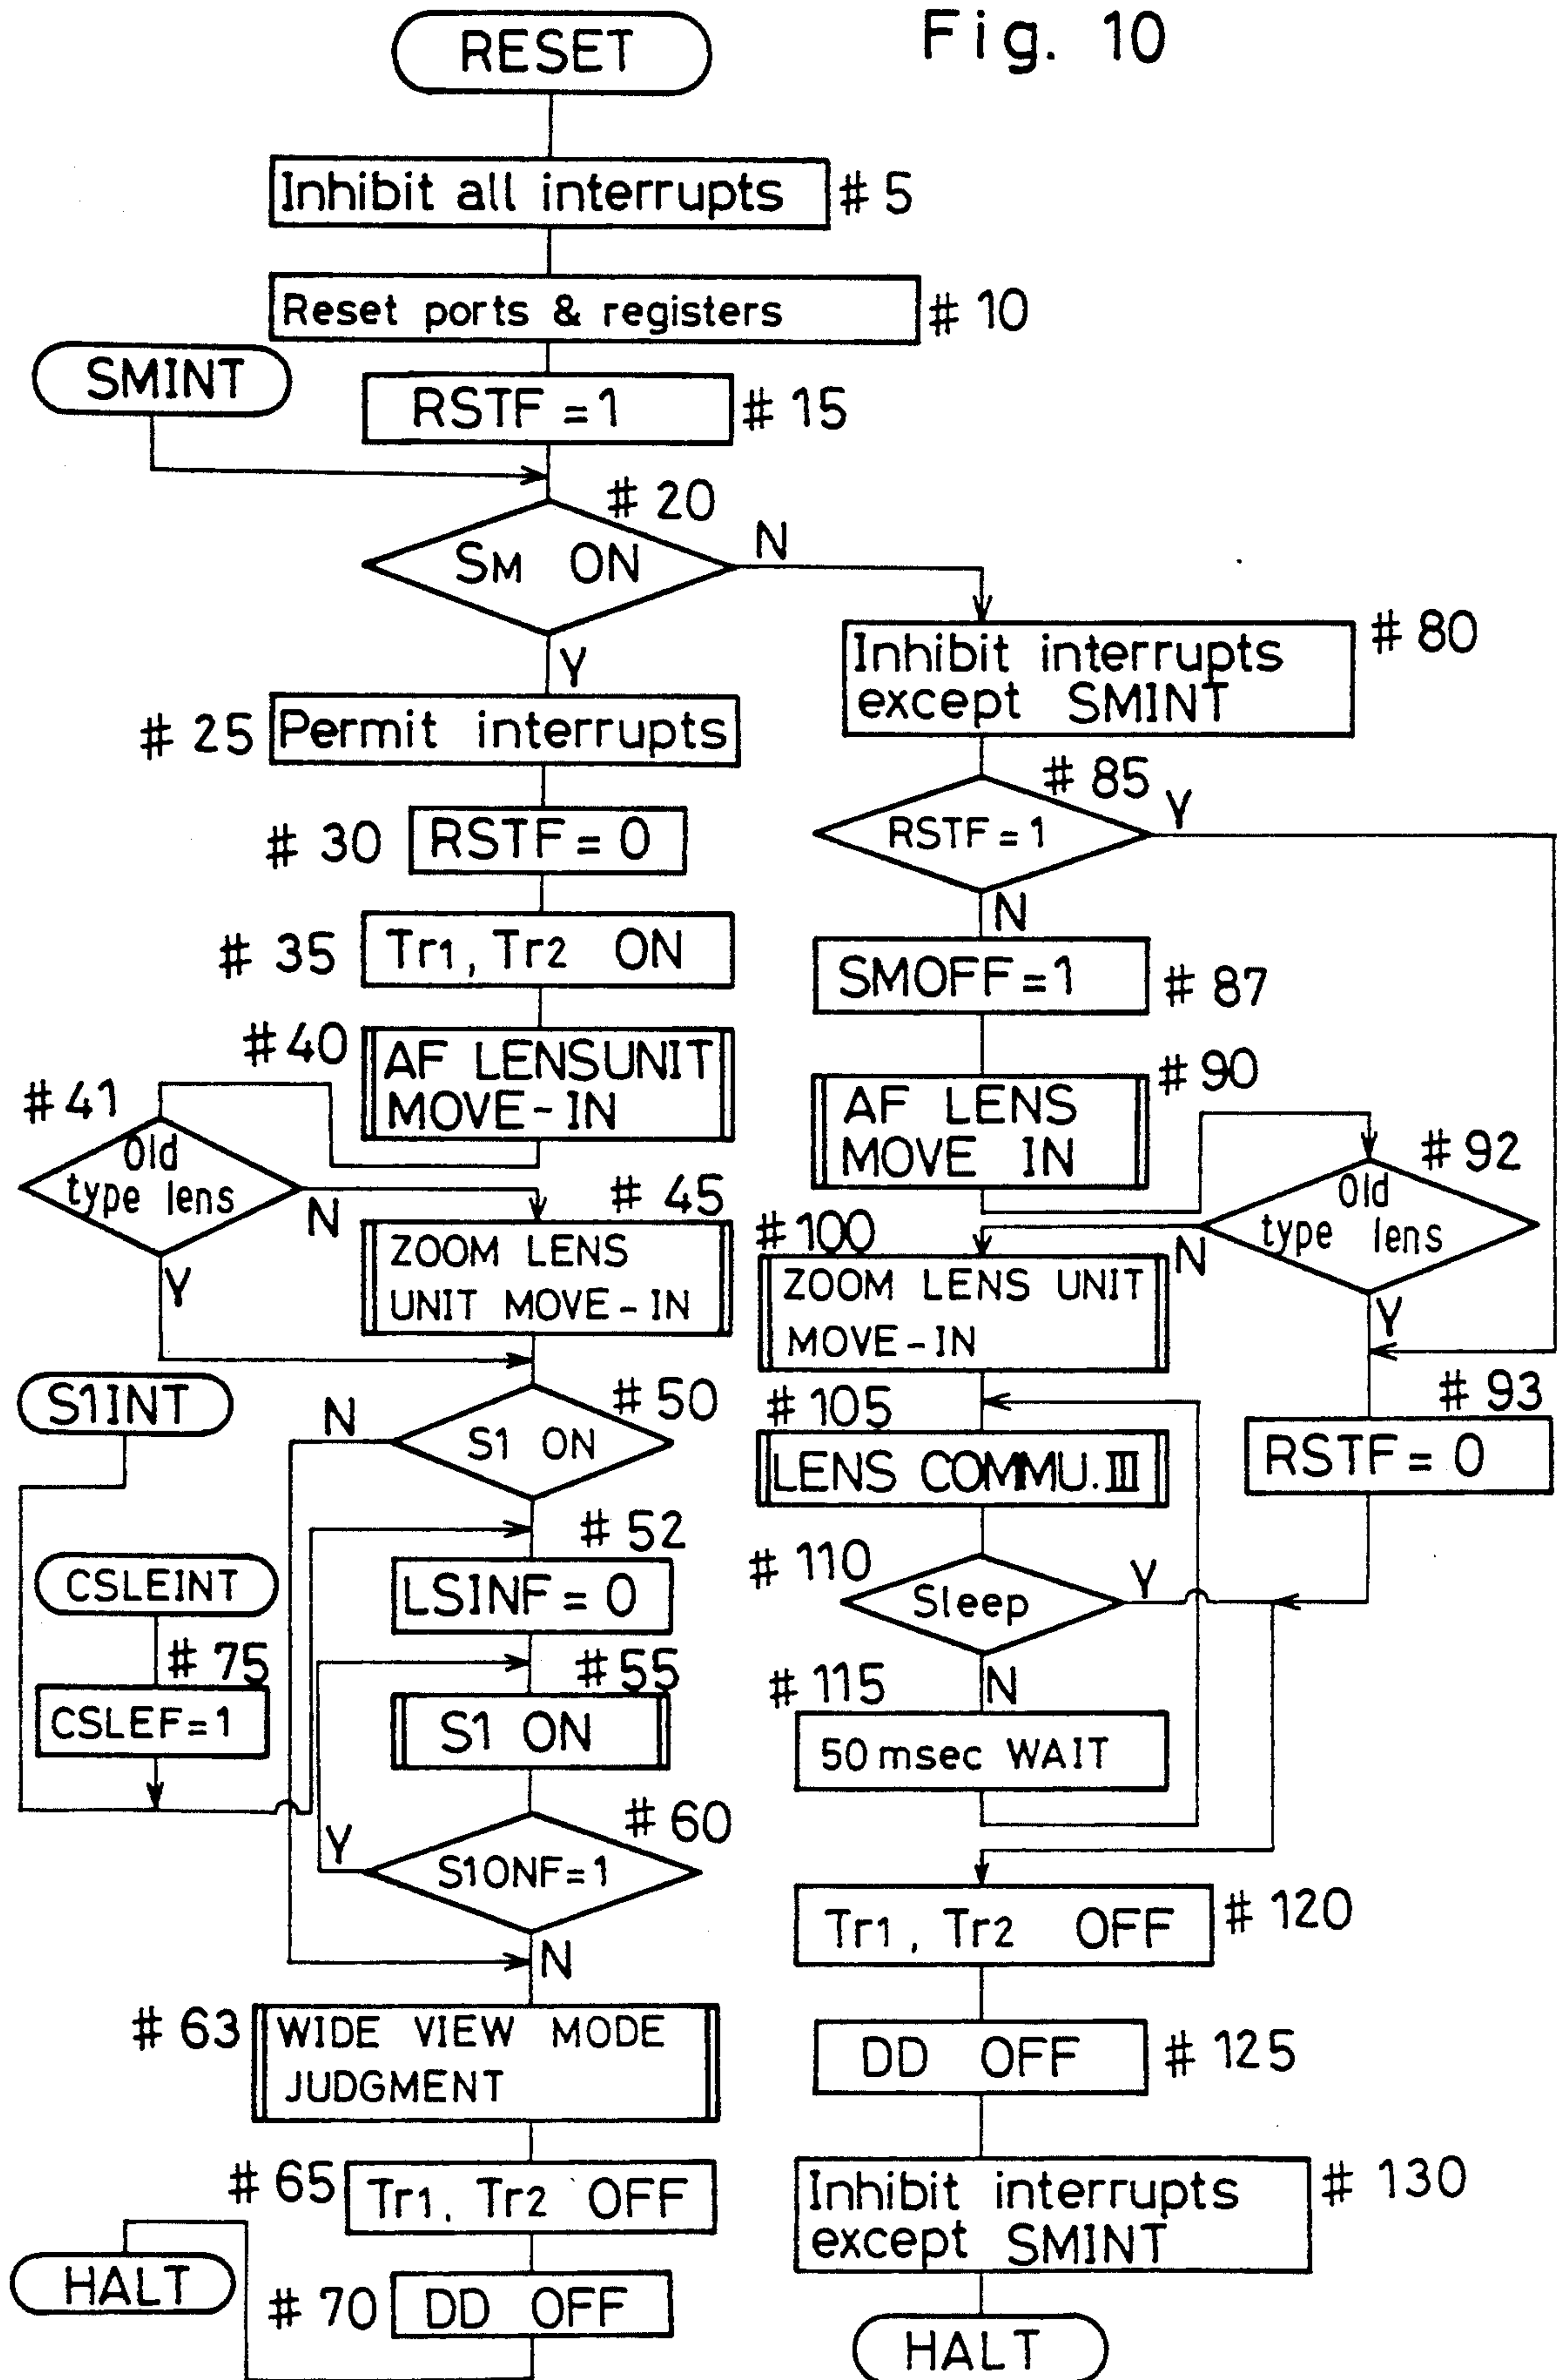 Fig. 10
RESET
Inhibit all interrupts
# 5
Reset ports & registers
# 10
SMINT
RSTF = 1
# 15
# 20
SM ON
N
Y
# 25
Permit interrupts
# 30
RSTF = 0
# 35
Tr1, Tr2 ON
# 40
AF LENSUNIT
MOVE-IN
# 41
Old
type lens
N
Y
# 45
ZOOM LENS
UNIT MOVE-IN
S1INT
# 50
S1 ON
N
# 52
LSINF = 0
CSLEINT
# 75
CSLEF = 1
# 55
S1 ON
# 60
S1ONF = 1
Y
N
# 63
WIDE VIEW MODE
JUDGMENT
# 65
Tr1, Tr2 OFF
# 70
DD OFF
HALT
# 80
Inhibit interrupts
except SMINT
# 85
RSTF = 1
Y
N
SMOFF = 1
# 87
# 90
AF LENS
MOVE IN
# 92
Old
type lens
N
Y
# 93
RSTF = 0
# 100
ZOOM LENS UNIT
MOVE-IN
# 105
LENS COMMU. III
# 110
Sleep
Y
N
# 115
50 msec WAIT
Tr1, Tr2 OFF
# 120
DD OFF
# 125
Inhibit interrupts
except SMINT
# 130
HALT